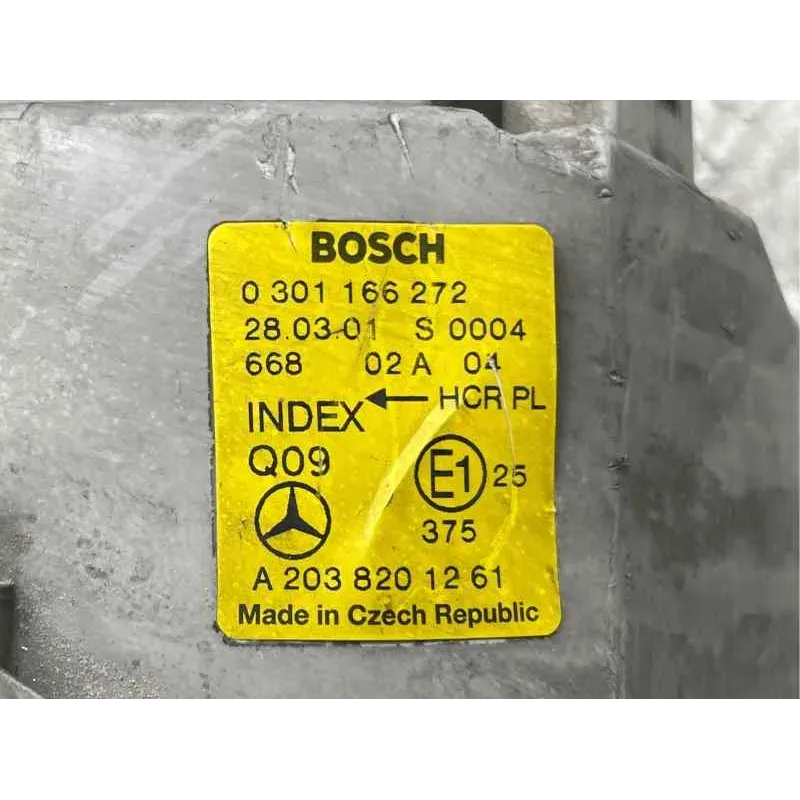 BOSCH
0 301 166 272
28.03.01 S 0004
668 02 A 04
← HCR PL
INDEX
Q09
E1 25
375
A 203 820 12 61
Made in Czech Republic